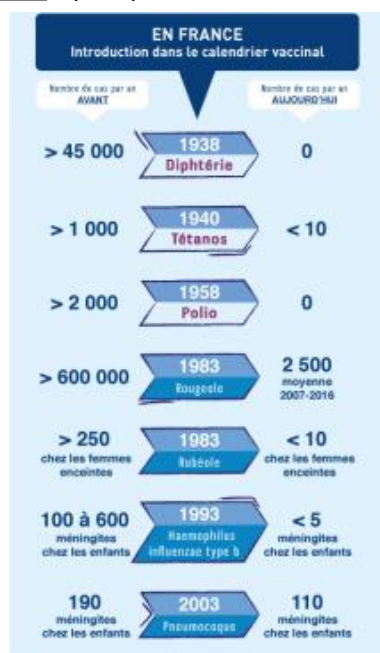 EN FRANCE
Introduction dans le calendrier vaccinal
Nombre de cas par an
AVANT
Nombre de cas par an
AUJOURD'HUI
> 45 000
1938
Diphtérie
0
> 1 000
1940
Tétanos
< 10
> 2 000
1958
Polio
0
> 600 000
1983
Rougeole
2 500
moyenne
2007-2016
> 250
chez les femmes
enceintes
1983
Rubéole
< 10
chez les femmes
enceintes
100 à 600
méningites
chez les enfants
1993
Haemophilus
influenzae type b
< 5
méningites
chez les enfants
190
méningites
chez les enfants
2003
Pneumocoque
110
méningites
chez les enfants